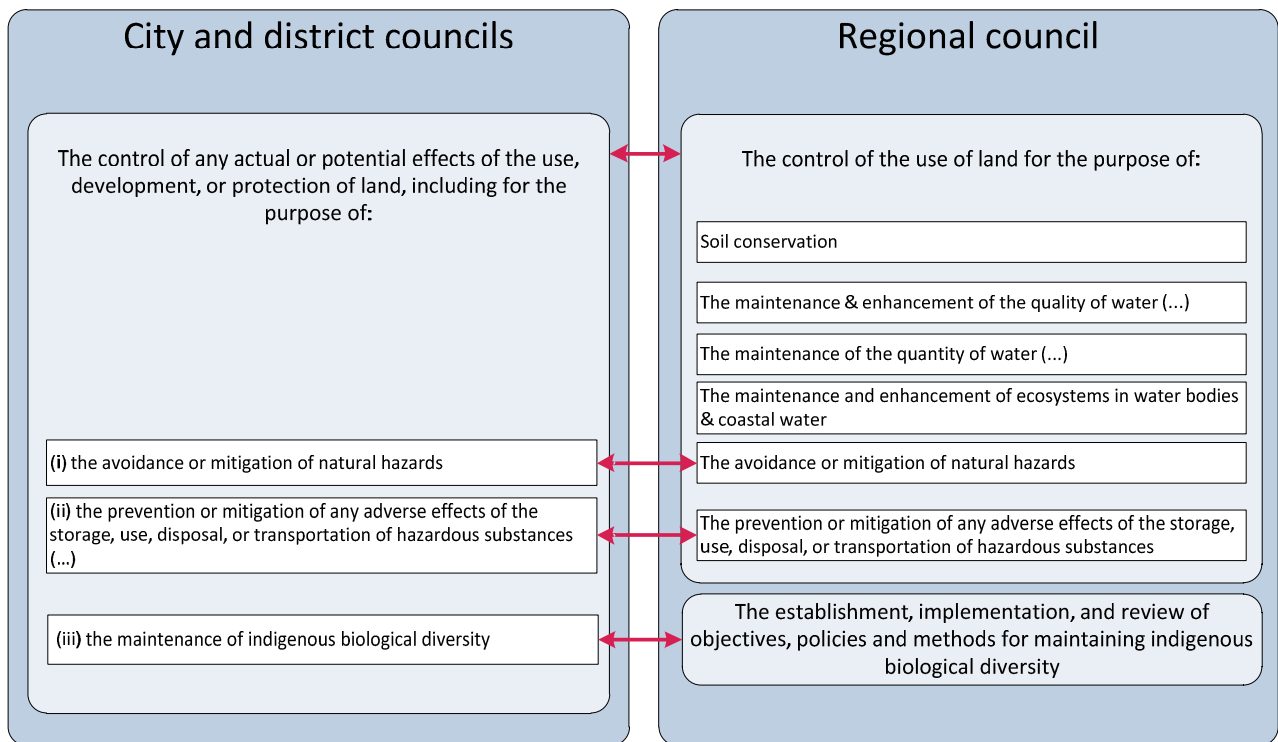 City and district councils
The control of any actual or potential effects of the use,
development, or protection of land, including for the
purpose of:
(i) the avoidance or mitigation of natural hazards
(ii) the prevention or mitigation of any adverse effects of the
storage, use, disposal, or transportation of hazardous substances
(...)
(iii) the maintenance of indigenous biological diversity
Regional council
The control of the use of land for the purpose of:
Soil conservation
The maintenance & enhancement of the quality of water (...)
The maintenance of the quantity of water (...)
The maintenance and enhancement of ecosystems in water bodies
& coastal water
The avoidance or mitigation of natural hazards
The prevention or mitigation of any adverse effects of the storage,
use, disposal, or transportation of hazardous substances
The establishment, implementation, and review of
objectives, policies and methods for maintaining indigenous
biological diversity